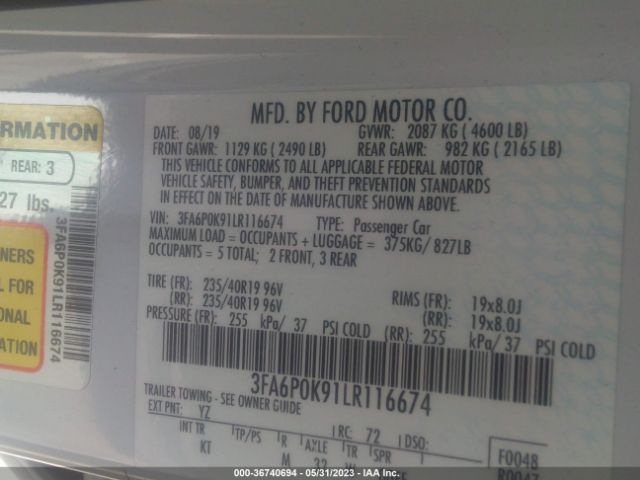 RMATION
REAR: 3
27 lbs.
NERS
L FOR
ONAL
ATION
3FA6P0K91LR116674
MFD. BY FORD MOTOR CO.
DATE: 08/19 GVWR: 2087 KG ( 4600 LB)
FRONT GAWR: 1129 KG ( 2490 LB) REAR GAWR: 982 KG ( 2165 LB)
THIS VEHICLE CONFORMS TO ALL APPLICABLE FEDERAL MOTOR
VEHICLE SAFETY, BUMPER, AND THEFT PREVENTION STANDARDS
IN EFFECT ON THE DATE OF MANUFACTURE SHOWN ABOVE.
VIN: 3FA6P0K91LR116674 TYPE: Passenger Car
MAXIMUM LOAD = OCCUPANTS + LUGGAGE = 375KG/ 827LB
OCCUPANTS = 5 TOTAL; 2 FRONT, 3 REAR
TIRE (FR): 235/40R19 96V RIMS (FR): 19x8.0J
(RR): 235/40R19 96V (RR): 19x8.0J
PRESSURE (FR): 255 kPa/ 37 PSI COLD (RR): 255 kPa/ 37 PSI COLD
3FA6P0K91LR116674
TRAILER TOWING - SEE OWNER GUIDE
EXT PNT: YZ RC: 72 DSO: F0048
INT TR TP/PS R AXLE TR SPR
KT M 32
000-36740694 05/31/2023 IAA Inc.